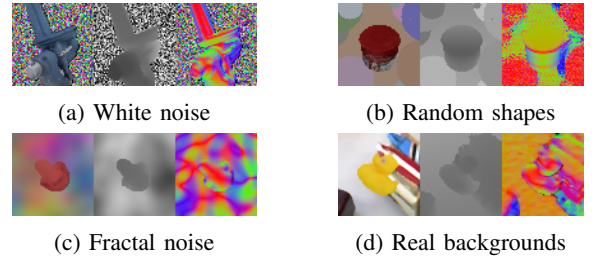 (a) White noise
(b) Random shapes
(c) Fractal noise
(d) Real backgrounds